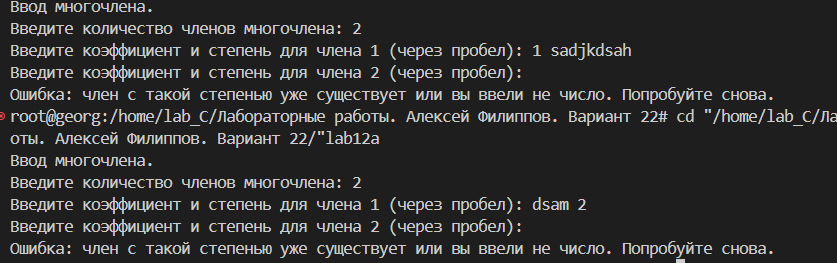 Ввод многочлена.
Введите количество членов многочлена: 2
Введите коэффициент и степень для члена 1 (через пробел): 1 sadjkdsah
Введите коэффициент и степень для члена 2 (через пробел):
Ошибка: член с такой степенью уже существует или вы ввели не число. Попробуйте снова.
root@georg:/home/lab_C/Лабораторные работы. Алексей Филиппов. Вариант 22# cd "/home/lab_C/Ла
оты. Алексей Филиппов. Вариант 22/"lab12a
Ввод многочлена.
Введите количество членов многочлена: 2
Введите коэффициент и степень для члена 1 (через пробел): dsam 2
Введите коэффициент и степень для члена 2 (через пробел):
Ошибка: член с такой степенью уже существует или вы ввели не число. Попробуйте снова.